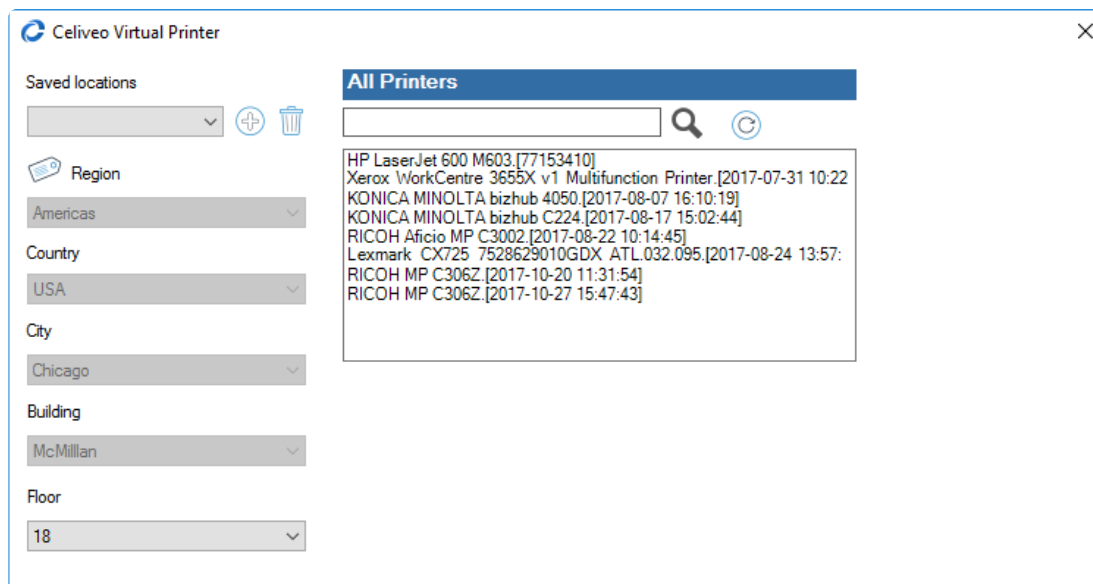 Celiveo Virtual Printer
Saved locations
All Printers
HP LaserJet 600 M603.[77153410]
Xerox WorkCentre 3655X v1 Multifunction Printer.[2017-07-31 10:22
KONICA MINOLTA bizhub 4050.[2017-08-07 16:10:19]
KONICA MINOLTA bizhub C224.[2017-08-17 15:02:44]
RICOH Aficio MP C3002.[2017-08-22 10:14:45]
Lexmark CX725 7528629010GDX ATL.032.095.[2017-08-24 13:57:
RICOH MP C306Z.[2017-10-20 11:31:54]
RICOH MP C306Z.[2017-10-27 15:47:43]
Region
Americas
Country
USA
City
Chicago
Building
McMilllan
Floor
18